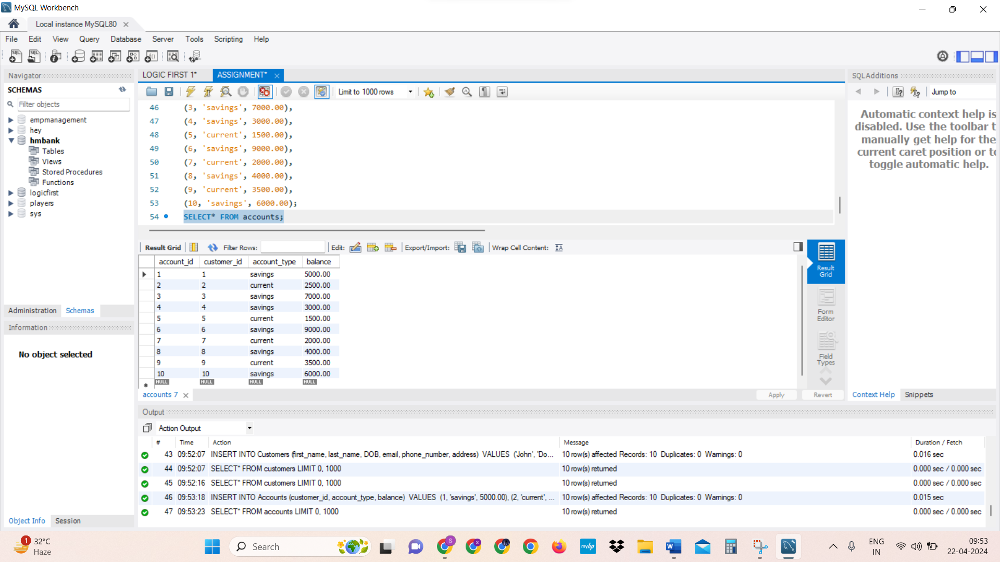 MySQL Workbench
Local instance MySQL80
File Edit View Query Database Server Tools Scripting Help
Navigator
SCHEMAS
Filter objects
empmanagement
hey
hmbank
Tables
Views
Stored Procedures
Functions
logicfirst
players
sys
Administration Schemas
Information
No object selected
Object Info Session
LOGIC FIRST 1* ASSIGNMENT*
Limit to 1000 rows
46 (3, 'savings', 7000.00),
47 (4, 'savings', 3000.00),
48 (5, 'current', 1500.00),
49 (6, 'savings', 9000.00),
50 (7, 'current', 2000.00),
51 (8, 'savings', 4000.00),
52 (9, 'current', 3500.00),
53 (10, 'savings', 6000.00);
54 SELECT* FROM accounts;
Result Grid Filter Rows: Edit: Export/Import: Wrap Cell Content:
account_id customer_id account_type balance
1 1 savings 5000.00
2 2 current 2500.00
3 3 savings 7000.00
4 4 savings 3000.00
5 5 current 1500.00
6 6 savings 9000.00
7 7 current 2000.00
8 8 savings 4000.00
9 9 current 3500.00
10 10 savings 6000.00
NULL NULL NULL NULL
Result
Grid
Form
Editor
Field
Types
accounts 7 Apply Revert
SQLAdditions
Jump to
Automatic context help is
disabled. Use the toolbar t
manually get help for the
current caret position or to
toggle automatic help.
Context Help Snippets
Output
Action Output
# Time Action Message Duration / Fetch
43 09:52:07 INSERT INTO Customers (first_name, last_name, DOB, email, phone_number, address) VALUES ('John', 'Do... 10 row(s) affected Records: 10 Duplicates: 0 Warnings: 0 0.016 sec
44 09:52:07 SELECT* FROM customers LIMIT 0, 1000 10 row(s) returned 0.000 sec / 0.000 sec
45 09:52:16 SELECT* FROM customers LIMIT 0, 1000 10 row(s) returned 0.000 sec / 0.000 sec
46 09:53:18 INSERT INTO Accounts (customer_id, account_type, balance) VALUES (1, 'savings', 5000.00), (2, 'current', ... 10 row(s) affected Records: 10 Duplicates: 0 Warnings: 0 0.015 sec
47 09:53:23 SELECT* FROM accounts LIMIT 0, 1000 10 row(s) returned 0.000 sec / 0.000 sec
1
32°C
Haze
Search
S
S
myhp
W
ENG
IN
09:53
22-04-2024